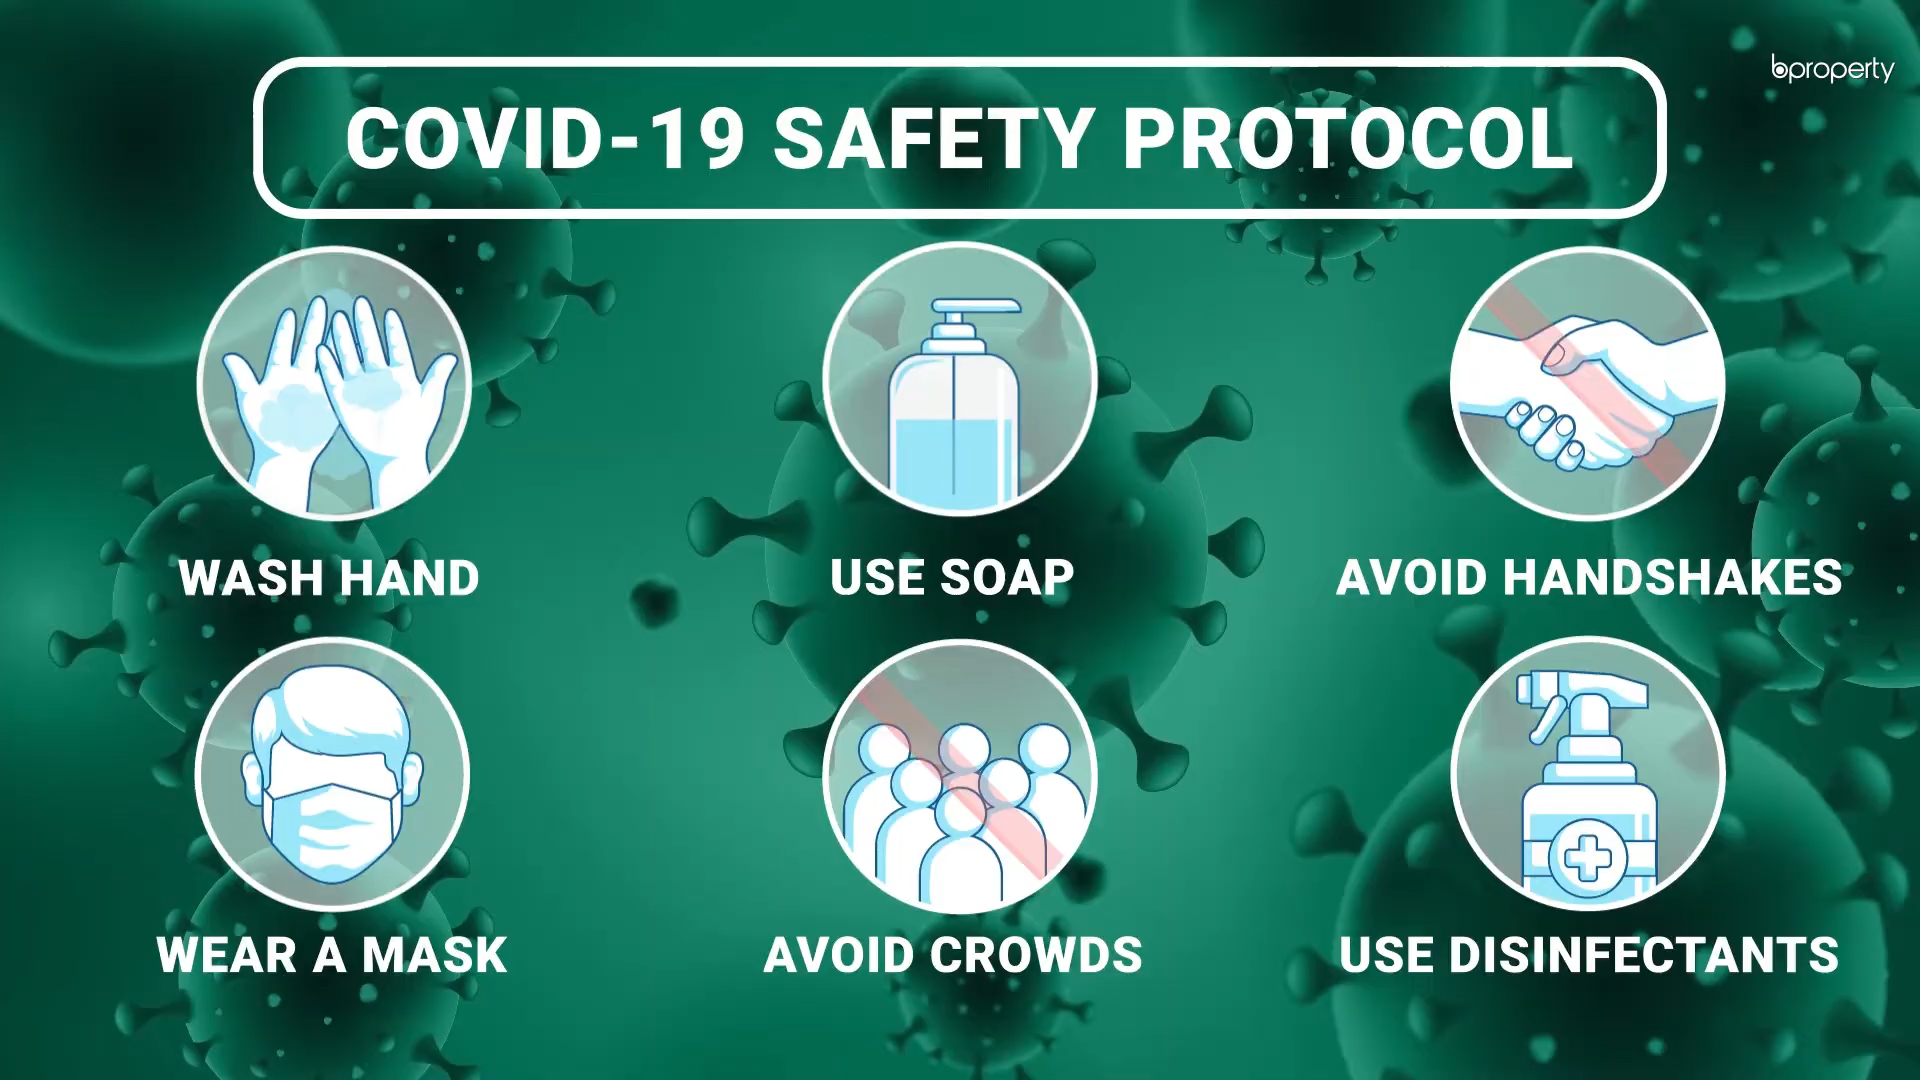 bproperty
COVID-19 SAFETY PROTOCOL
WASH HAND
USE SOAP
AVOID HANDSHAKES
WEAR A MASK
AVOID CROWDS
USE DISINFECTANTS